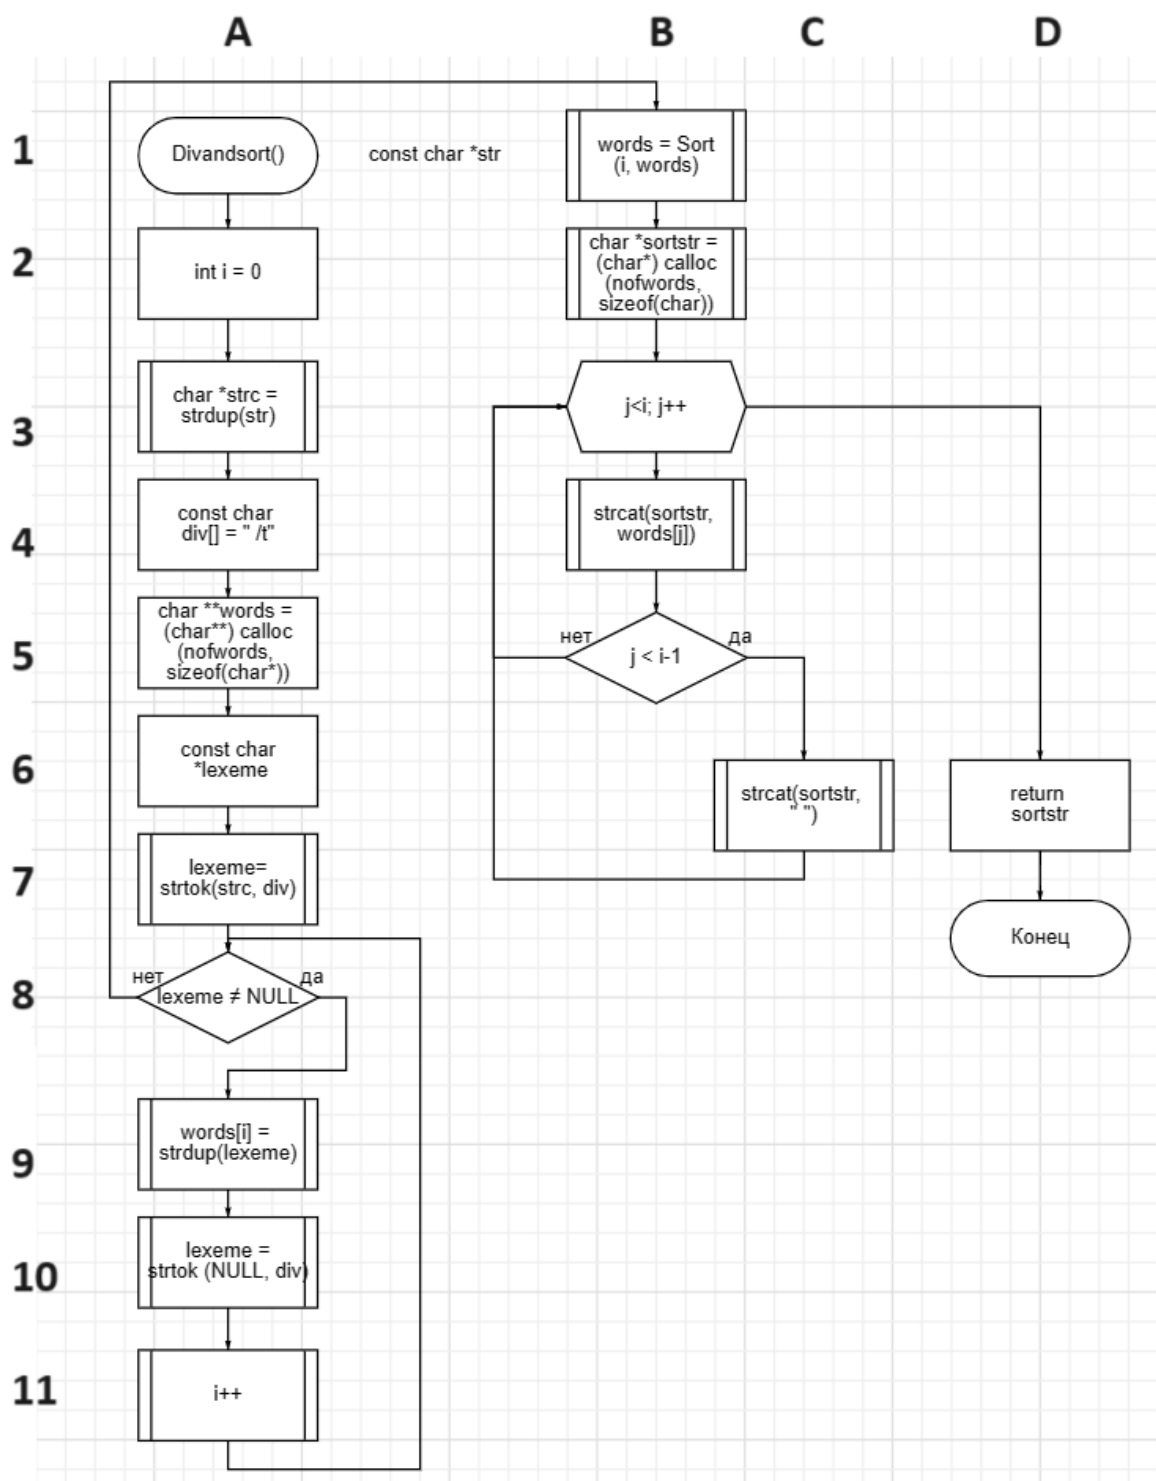 A
B
C
D
1
Divandsort()
const char *str
words = Sort
(i, words)
2
int i = 0
char *sortstr =
(char*) calloc
(nofwords,
sizeof(char))
3
char *strc =
strdup(str)
j<i; j++
4
const char
div[] = " /t"
strcat(sortstr,
words[j])
5
char **words =
(char**) calloc
(nofwords,
sizeof(char*))
нет
да
j < i-1
6
const char
*lexeme
strcat(sortstr,
" ")
return
sortstr
7
lexeme=
strtok(strc, div)
Конец
8
нет
да
lexeme ≠ NULL
9
words[i] =
strdup(lexeme)
10
lexeme =
strtok (NULL, div)
11
i++